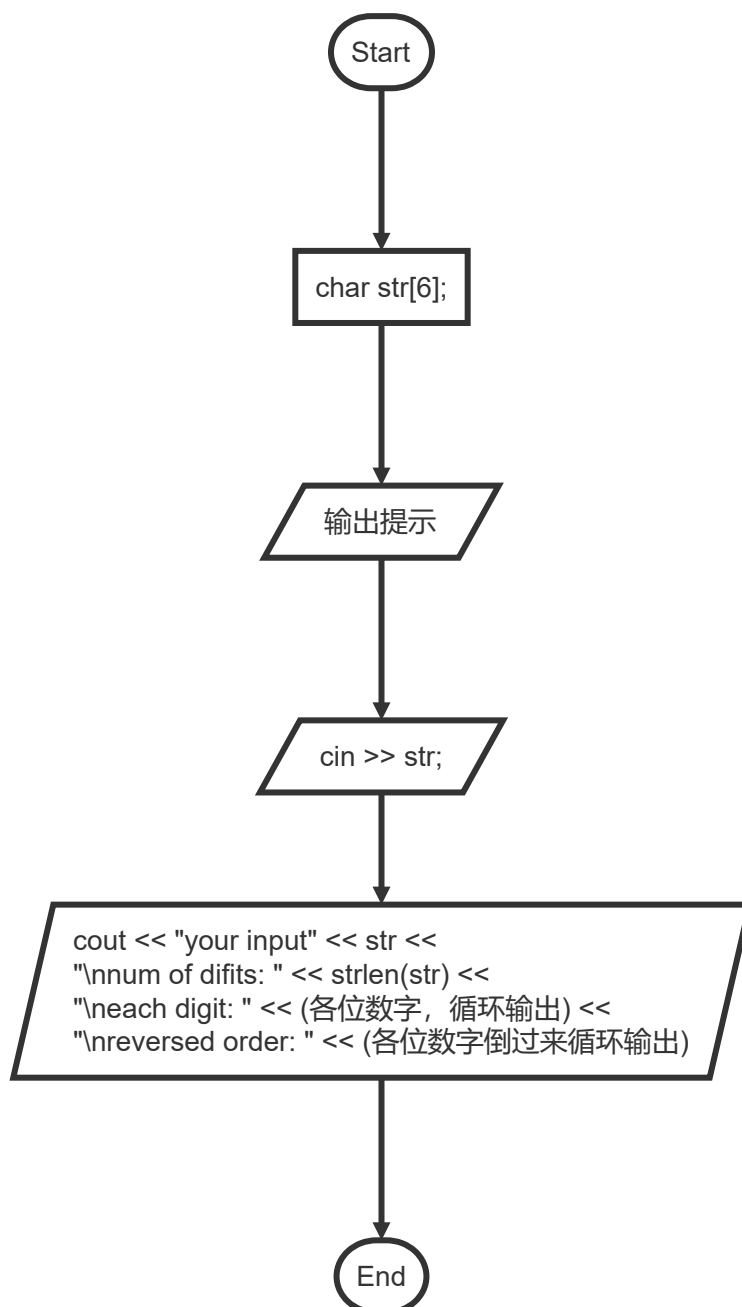 Start
char str[6];
输出提示
cin >> str;
cout << "your input" << str <<
"\nnum of difits: " << strlen(str) <<
"\neach digit: " << (各位数字，循环输出) <<
"\nreversed order: " << (各位数字倒过来循环输出)
End